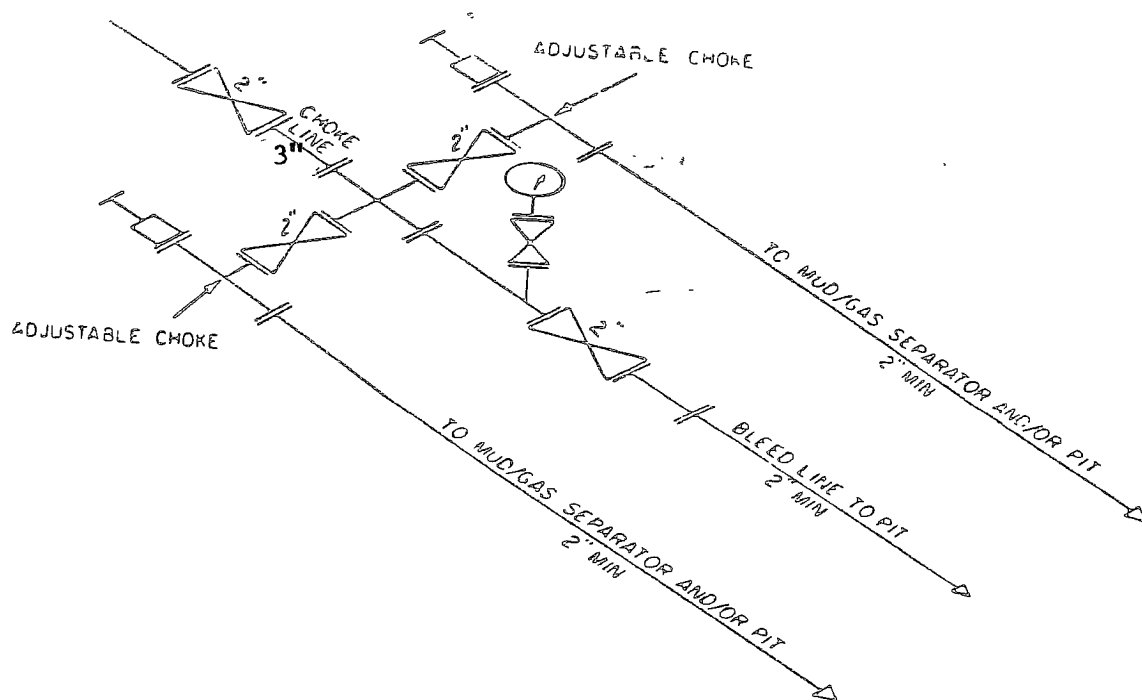 ADJUSTABLE CHOKE
2"
CHOKE
LINE
3"
2"
2"
ADJUSTABLE CHOKE
2"
TO MUD/GAS SEPARATOR AND/OR PIT
2" MIN
BLEED LINE TO PIT
2" MIN
TO MUD/GAS SEPARATOR AND/OR PIT
2" MIN